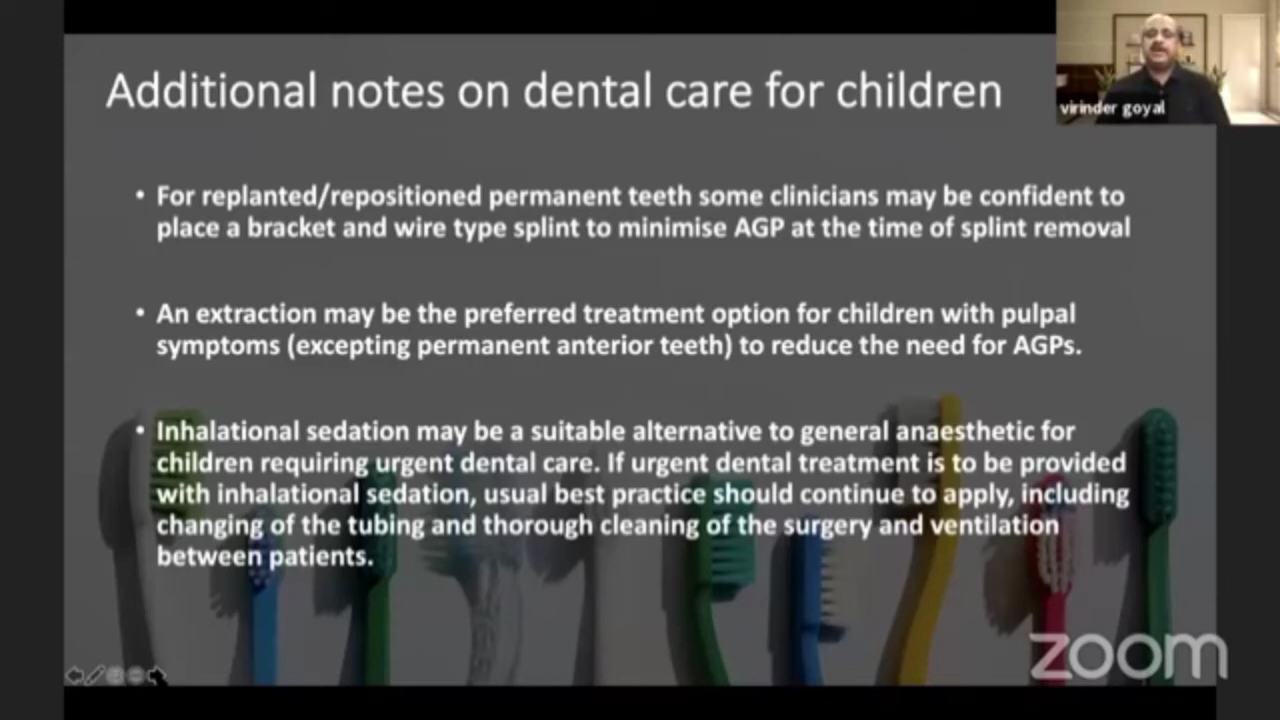 Additional notes on dental care for children
virinder goyal
• For replanted/repositioned permanent teeth some clinicians may be confident to
place a bracket and wire type splint to minimise AGP at the time of splint removal
• An extraction may be the preferred treatment option for children with pulpal
symptoms (excepting permanent anterior teeth) to reduce the need for AGPs.
• Inhalational sedation may be a suitable alternative to general anaesthetic for
children requiring urgent dental care. If urgent dental treatment is to be provided
with inhalational sedation, usual best practice should continue to apply, including
changing of the tubing and thorough cleaning of the surgery and ventilation
between patients.
zoom